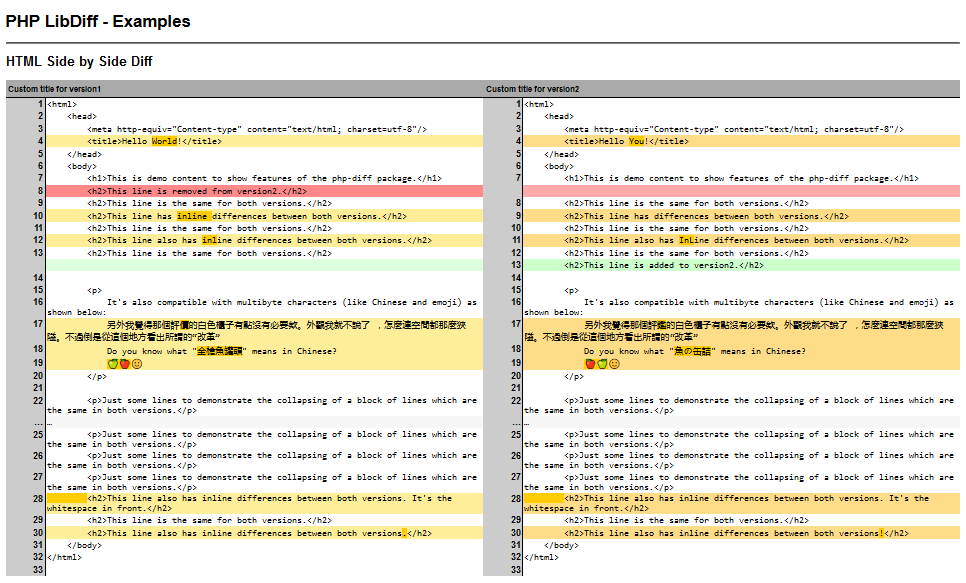 PHP LibDiff - Examples
HTML Side by Side Diff
Custom title for version1
1 <html>
2 <head>
3 <meta http-equiv="Content-type" content="text/html; charset=utf-8"/>
4 <title>Hello World!</title>
5 </head>
6 <body>
7 <h1>This is demo content to show features of the php-diff package.</h1>
8 <h2>This line is removed from version2.</h2>
9 <h2>This line is the same for both versions.</h2>
10 <h2>This line has inline differences between both versions.</h2>
11 <h2>This line is the same for both versions.</h2>
12 <h2>This line also has inline differences between both versions.</h2>
13 <h2>This line is the same for both versions.</h2>
14
15 <p>
16 It's also compatible with multibyte characters (like Chinese and emoji) as
shown below:
17 另外我覺得那個評價的白色櫃子有點沒有必要欸。外觀我就不說了 ，怎麼連空間都那麼狹
隘。不過倒是從這個地方看出所謂的“改革”
18 Do you know what "金槍魚罐頭" means in Chinese?
19 🍏🍎🙂
20 </p>
21
22 <p>Just some lines to demonstrate the collapsing of a block of lines which are
the same in both versions.</p>
… …
25 <p>Just some lines to demonstrate the collapsing of a block of lines which are
the same in both versions.</p>
26 <p>Just some lines to demonstrate the collapsing of a block of lines which are
the same in both versions.</p>
27 <p>Just some lines to demonstrate the collapsing of a block of lines which are
the same in both versions.</p>
28 <h2>This line also has inline differences between both versions. It's the
whitespace in front.</h2>
29 <h2>This line is the same for both versions.</h2>
30 <h2>This line also has inline differences between both versions.</h2>
31 </body>
32 </html>
33
Custom title for version2
1 <html>
2 <head>
3 <meta http-equiv="Content-type" content="text/html; charset=utf-8"/>
4 <title>Hello You!</title>
5 </head>
6 <body>
7 <h1>This is demo content to show features of the php-diff package.</h1>
8 <h2>This line is the same for both versions.</h2>
9 <h2>This line has differences between both versions.</h2>
10 <h2>This line is the same for both versions.</h2>
11 <h2>This line also has InLine differences between both versions.</h2>
12 <h2>This line is the same for both versions.</h2>
13 <h2>This line is added to version2.</h2>
14
15 <p>
16 It's also compatible with multibyte characters (like Chinese and emoji) as
shown below:
17 另外我覺得那個評鑑的白色櫃子有點沒有必要欸。外觀我就不說了 ，怎麼連空間都那麼狹
隘。不過倒是從這個地方看出所謂的“改革”
18 Do you know what "魚の缶詰" means in Chinese?
19 🍎🍏🙂
20 </p>
21
22 <p>Just some lines to demonstrate the collapsing of a block of lines which are
the same in both versions.</p>
… …
25 <p>Just some lines to demonstrate the collapsing of a block of lines which are
the same in both versions.</p>
26 <p>Just some lines to demonstrate the collapsing of a block of lines which are
the same in both versions.</p>
27 <p>Just some lines to demonstrate the collapsing of a block of lines which are
the same in both versions.</p>
28 <h2>This line also has inline differences between both versions. It's the
whitespace in front.</h2>
29 <h2>This line is the same for both versions.</h2>
30 <h2>This line also has inline differences between both versions!</h2>
31 </body>
32 </html>
33